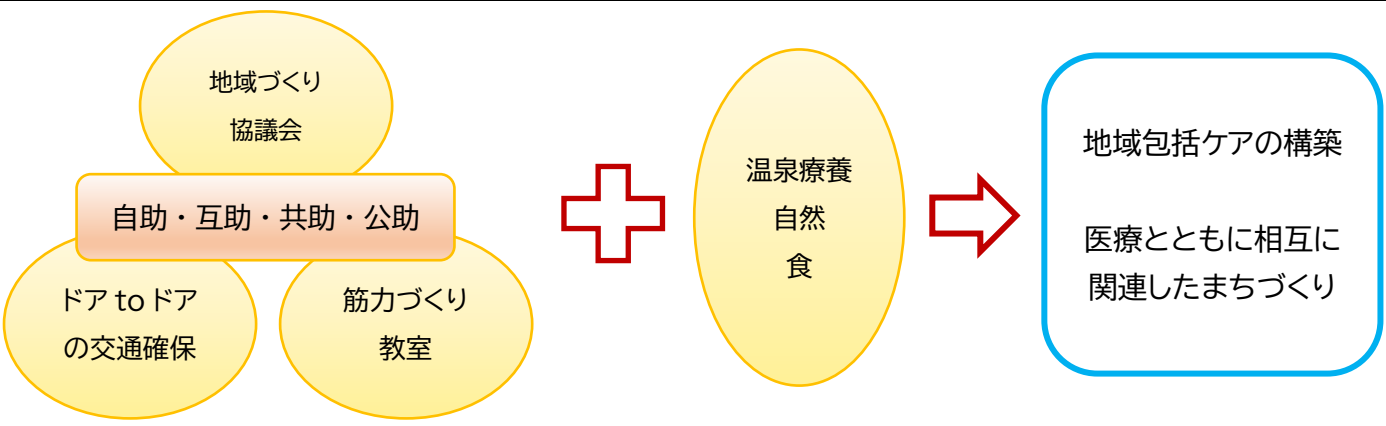 地域づくり
協議会
自助・互助・共助・公助
ドア to ドア
の交通確保
筋力づくり
教室
温泉療養
自然
食
地域包括ケアの構築
医療とともに相互に
関連したまちづくり